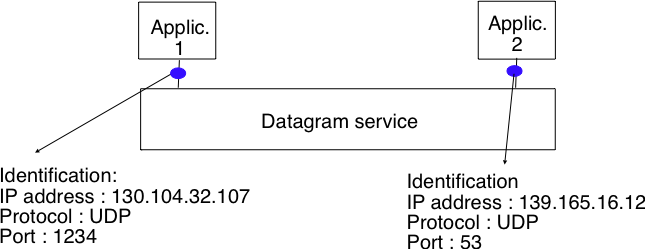 Applic.
1
Applic.
2
Datagram service
Identification:
IP address : 130.104.32.107
Protocol : UDP
Port : 1234
Identification
IP address : 139.165.16.12
Protocol : UDP
Port : 53